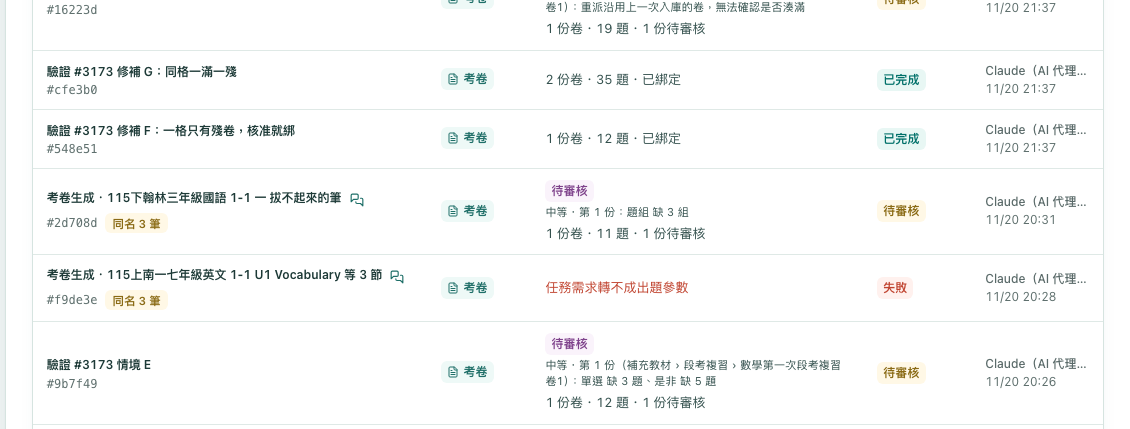 #16223d
考卷
卷1）：重派沿用上一次入庫的卷，無法確認是否湊滿
1 份卷 · 19 題 · 1 份待審核
待審核
11/20 21:37
驗證 #3173 修補 G：同格一滿一殘
#cfe3b0
考卷
2 份卷 · 35 題 · 已綁定
已完成
Claude（AI 代理...
11/20 21:37
驗證 #3173 修補 F：一格只有殘卷，核准就綁
#548e51
考卷
1 份卷 · 12 題 · 已綁定
已完成
Claude（AI 代理...
11/20 21:37
考卷生成 · 115下翰林三年級國語 1-1 一 拔不起來的筆
#2d708d 同名 3 筆
考卷
待審核
中等 · 第 1 份：題組 缺 3 組
1 份卷 · 11 題 · 1 份待審核
待審核
Claude（AI 代理...
11/20 20:31
考卷生成 · 115上南一七年級英文 1-1 U1 Vocabulary 等 3 節
#f9de3e 同名 3 筆
考卷
任務需求轉不成出題參數
失敗
Claude（AI 代理...
11/20 20:28
驗證 #3173 情境 E
#9b7f49
考卷
待審核
中等 · 第 1 份（補充教材 › 段考複習 › 數學第一次段考複習
卷1）：單選 缺 3 題、是非 缺 5 題
1 份卷 · 12 題 · 1 份待審核
待審核
Claude（AI 代理...
11/20 20:26